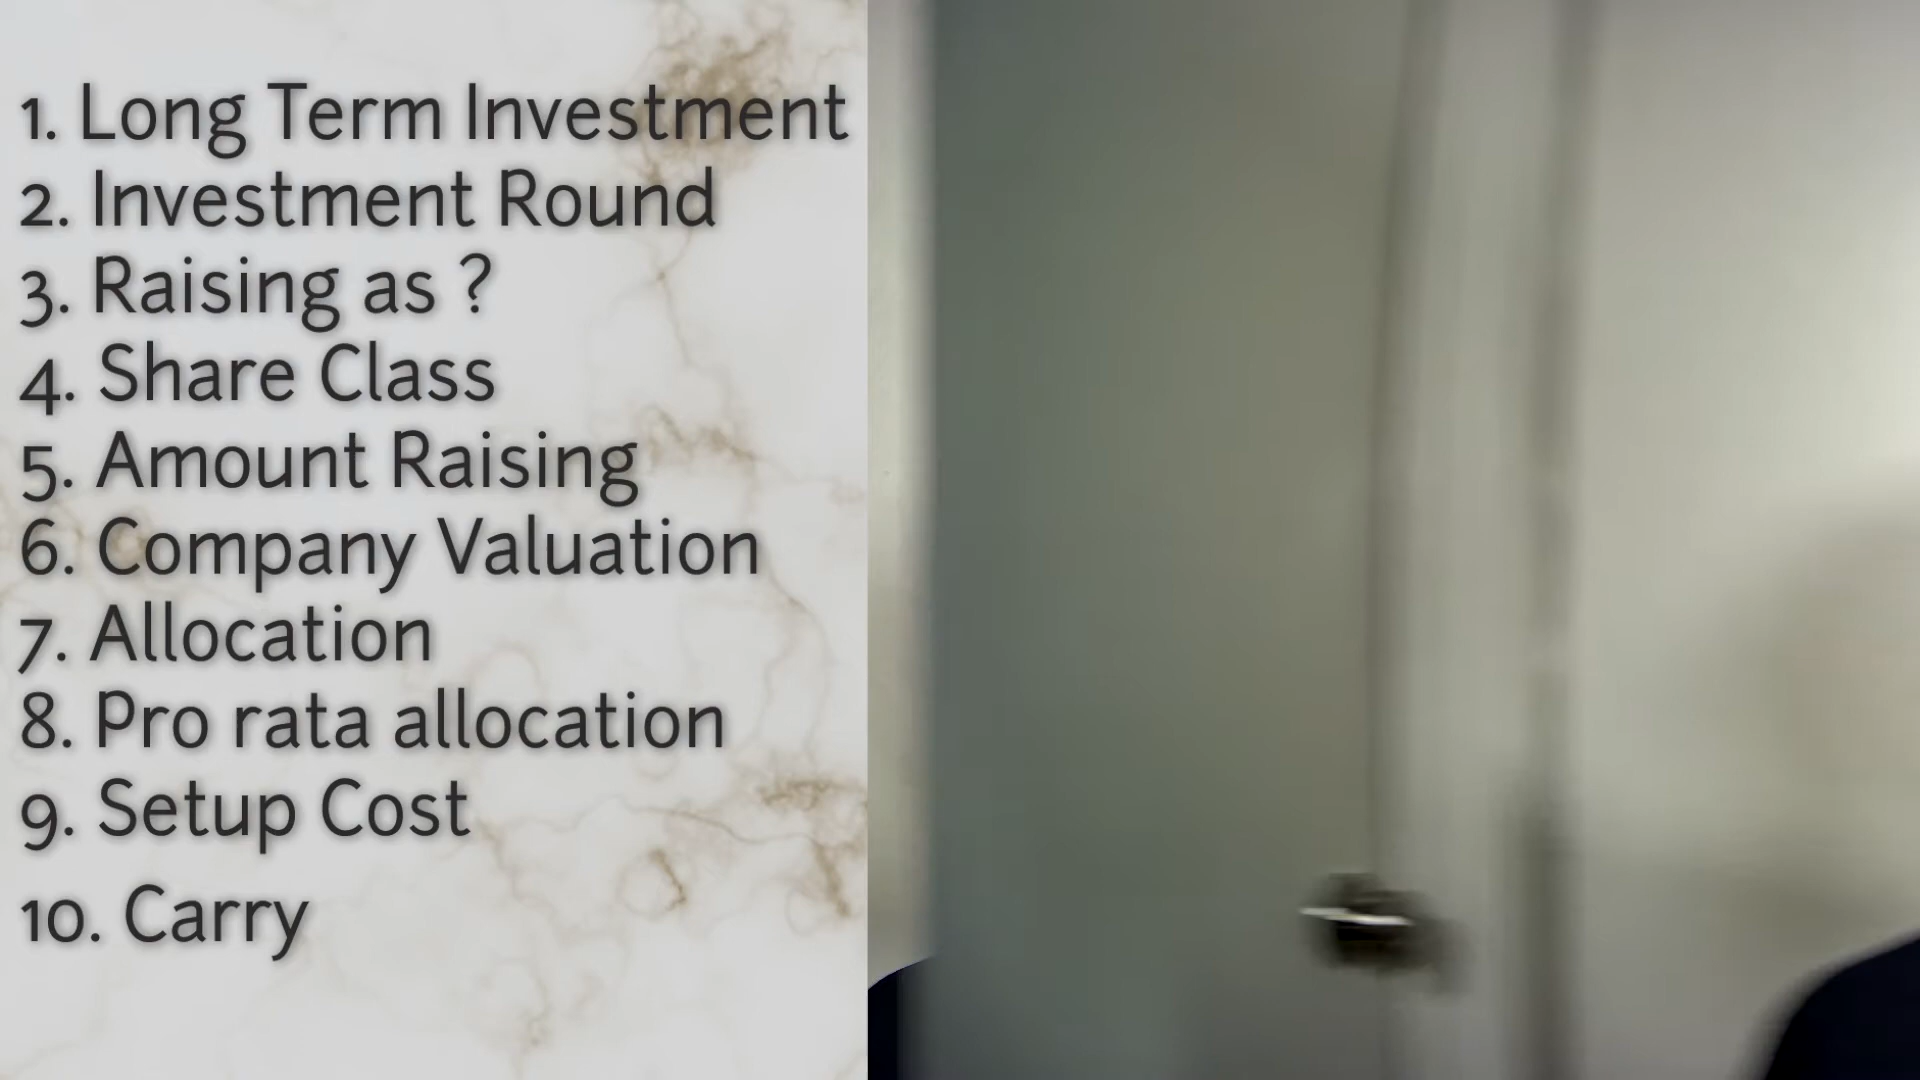 1. Long Term Investment
2. Investment Round
3. Raising as ?
4. Share Class
5. Amount Raising
6. Company Valuation
7. Allocation
8. Pro rata allocation
9. Setup Cost
10. Carry